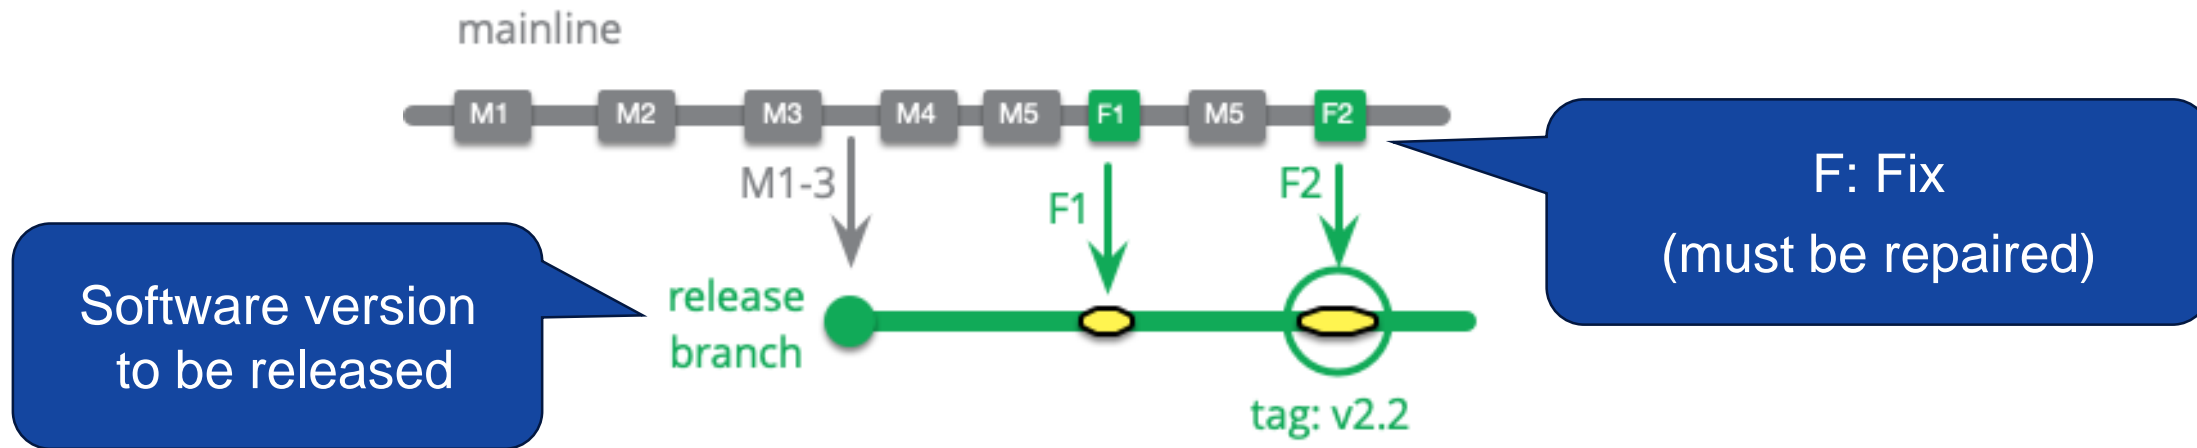 mainline
M1 M2 M3 M4 M5 F1 M5 F2
M1-3
F1
F2
F: Fix
(must be repaired)
Software version
to be released
release
branch
tag: v2.2